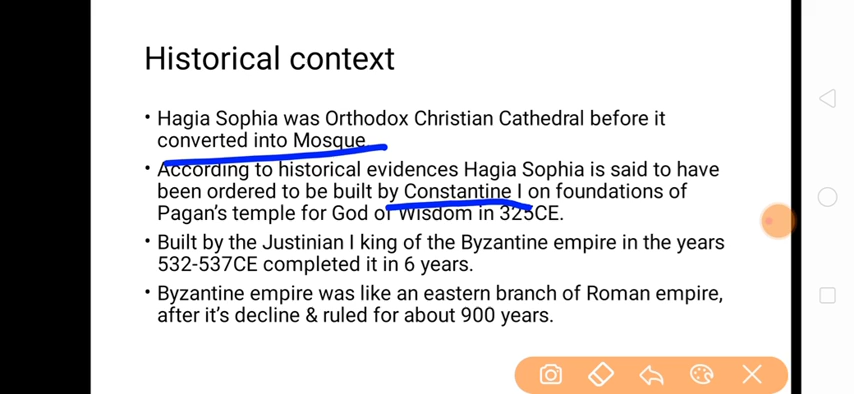 Historical context
• Hagia Sophia was Orthodox Christian Cathedral before it
converted into Mosque.
• According to historical evidences Hagia Sophia is said to have
been ordered to be built by Constantine I on foundations of
Pagan's temple for God of Wisdom in 325CE.
• Built by the Justinian I king of the Byzantine empire in the years
532-537CE completed it in 6 years.
• Byzantine empire was like an eastern branch of Roman empire,
after it's decline & ruled for about 900 years.